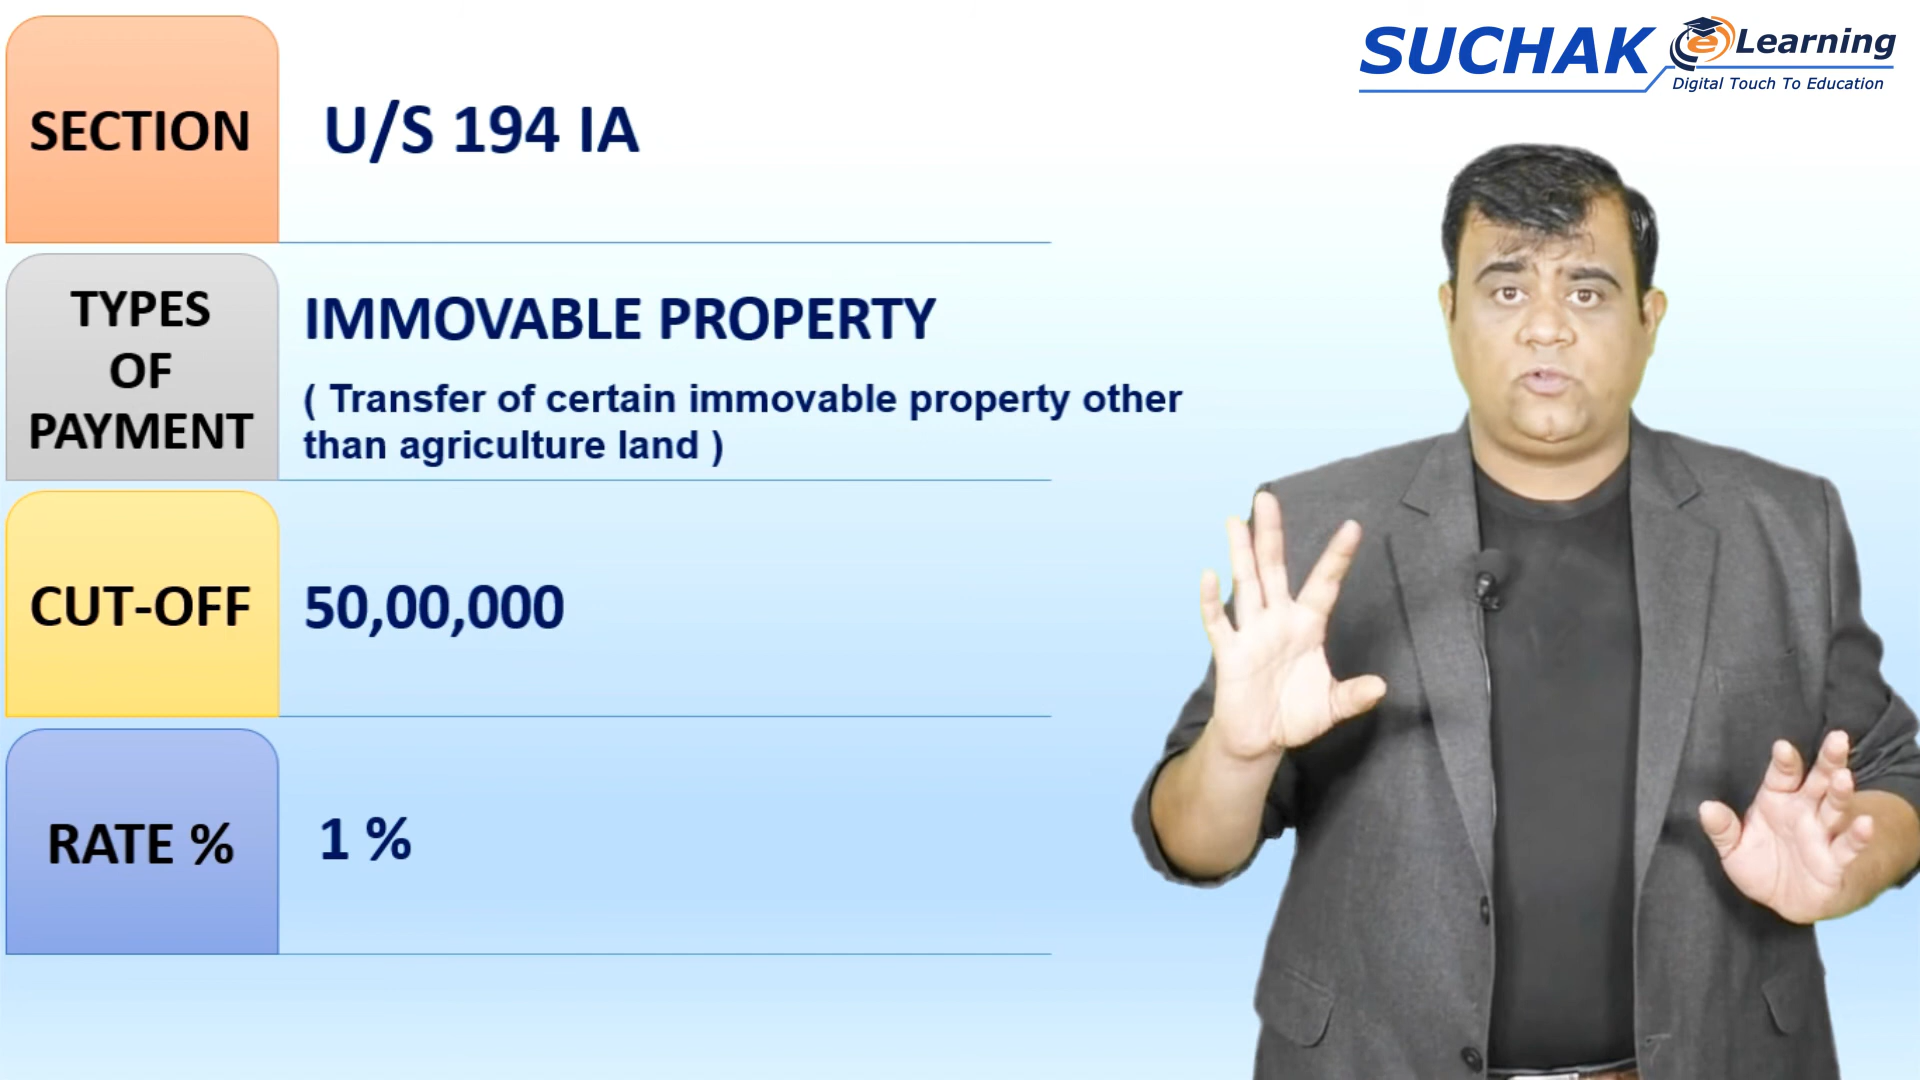 SUCHAK e Learning
Digital Touch To Education
SECTION
U/S 194 IA
TYPES
OF
PAYMENT
IMMOVABLE PROPERTY
( Transfer of certain immovable property other
than agriculture land )
CUT-OFF
50,00,000
RATE %
1 %